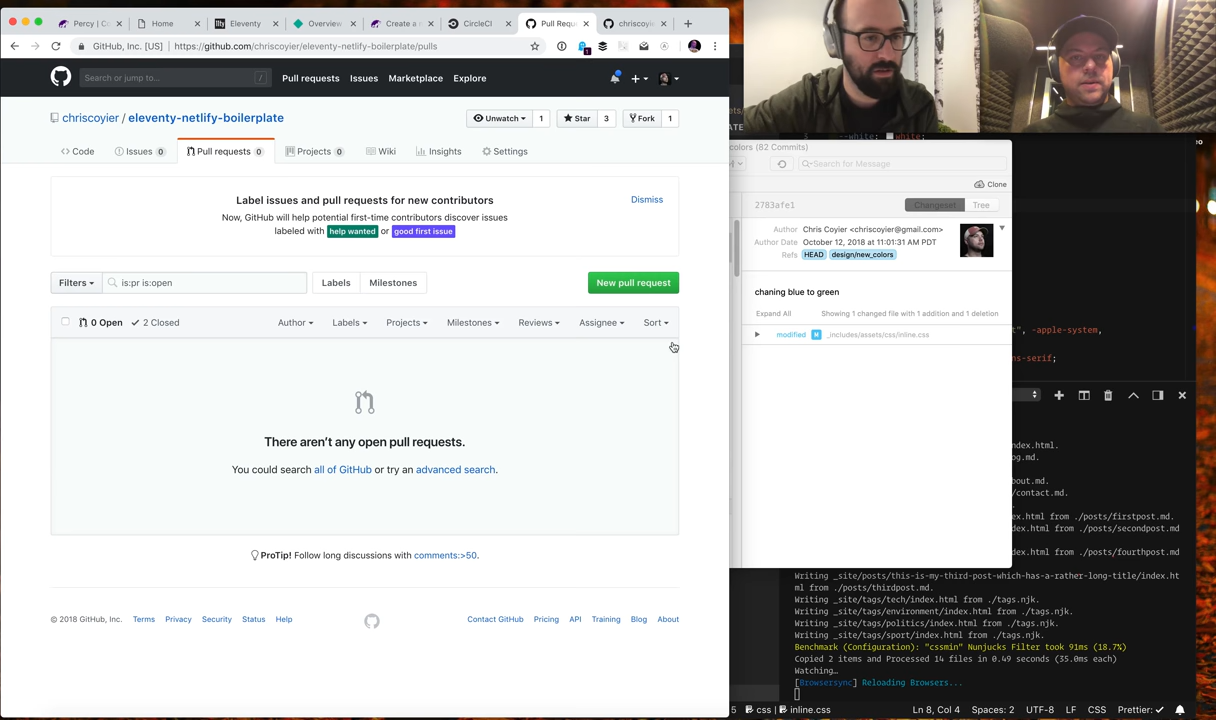 Percy | C
Home
Eleventy
Overview
Create a
CircleCI
Pull Requ
chriscoyie
GitHub, Inc. [US] | https://github.com/chriscoyier/eleventy-netlify-boilerplate/pulls
Search or jump to... /
Pull requests Issues Marketplace Explore
chriscoyier / eleventy-netlify-boilerplate
Unwatch 1 Star 3 Fork 1
Code Issues 0 Pull requests 0 Projects 0 Wiki Insights Settings
Label issues and pull requests for new contributors
Dismiss
Now, GitHub will help potential first-time contributors discover issues
labeled with help wanted or good first issue
Filters is:pr is:open Labels Milestones New pull request
0 Open 2 Closed Author Labels Projects Milestones Reviews Assignee Sort
There aren't any open pull requests.
You could search all of GitHub or try an advanced search.
ProTip! Follow long discussions with comments:>50.
© 2018 GitHub, Inc. Terms Privacy Security Status Help Contact GitHub Pricing API Training Blog About
--white: white;
colors (82 Commits)
Search for Message
Clone
2783afe1 Changeset Tree
Author Chris Coyier <chriscoyier@gmail.com>
Author Date October 12, 2018 at 11:01:31 AM PDT
Refs HEAD design/new_colors
chaning blue to green
Expand All Showing 1 changed file with 1 addition and 1 deletion
modified M _includes/assets/css/inline.css
", -apple-system,
ns-serif;
ndex.html.
og.md.
bout.md.
/contact.md.
ex.html from ./posts/firstpost.md.
ex.html from ./posts/secondpost.md
ex.html from ./posts/fourthpost.md
Writing _site/posts/this-is-my-third-post-which-has-a-rather-long-title/index.ht
ml from ./posts/thirdpost.md.
Writing _site/tags/tech/index.html from ./tags.njk.
Writing _site/tags/environment/index.html from ./tags.njk.
Writing _site/tags/politics/index.html from ./tags.njk.
Writing _site/tags/sport/index.html from ./tags.njk.
Benchmark (Configuration): "cssmin" Nunjucks Filter took 91ms (18.7%)
Copied 2 items and Processed 14 files in 0.49 seconds (35.0ms each)
Watching…
[Browsersync] Reloading Browsers...
5 css | inline.css Ln 8, Col 4 Spaces: 2 UTF-8 LF CSS Prettier: ✓